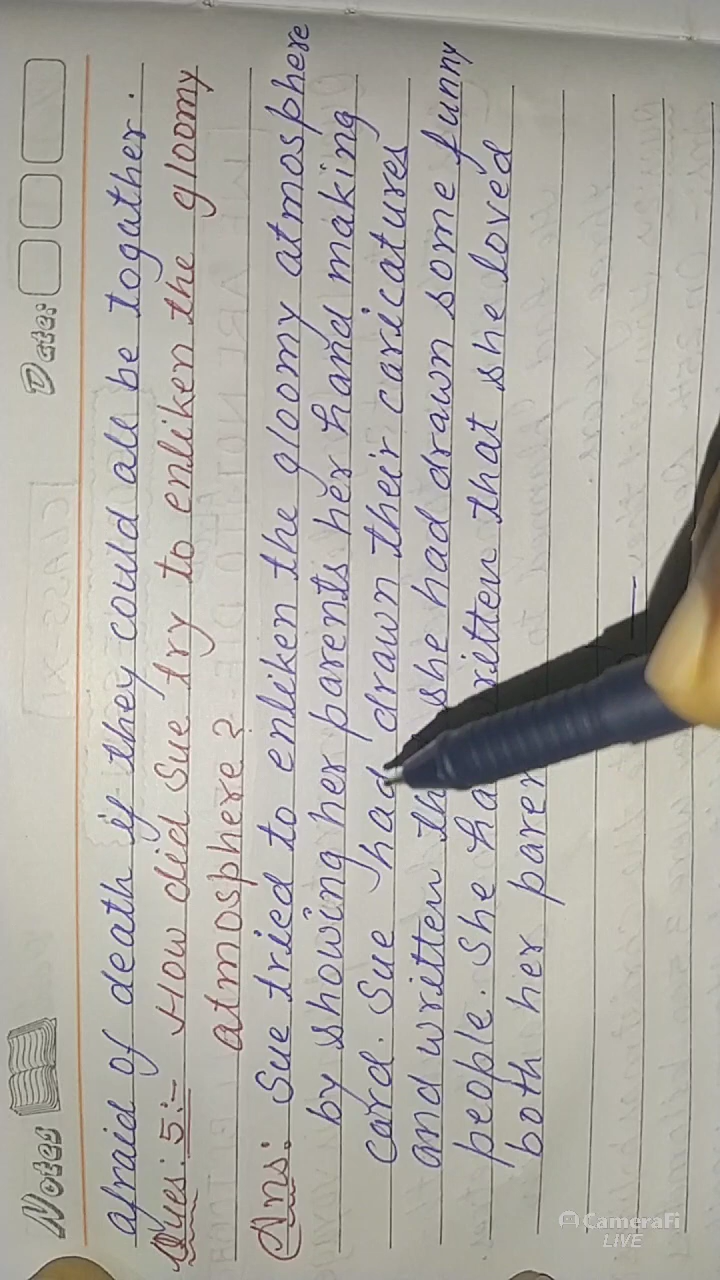 Notes
Date:
afraid of death if they could all be togather.
Ques: 5:- How did Sue try to enliken the gloomy
atmosphere?
Ans: Sue tried to enliken the gloomy atmosphere
by showing her parents her hand making
card. Sue had drawn their caricatures
and written she had drawn some funny
people. She written that she loved
both her
CameraFi
LIVE